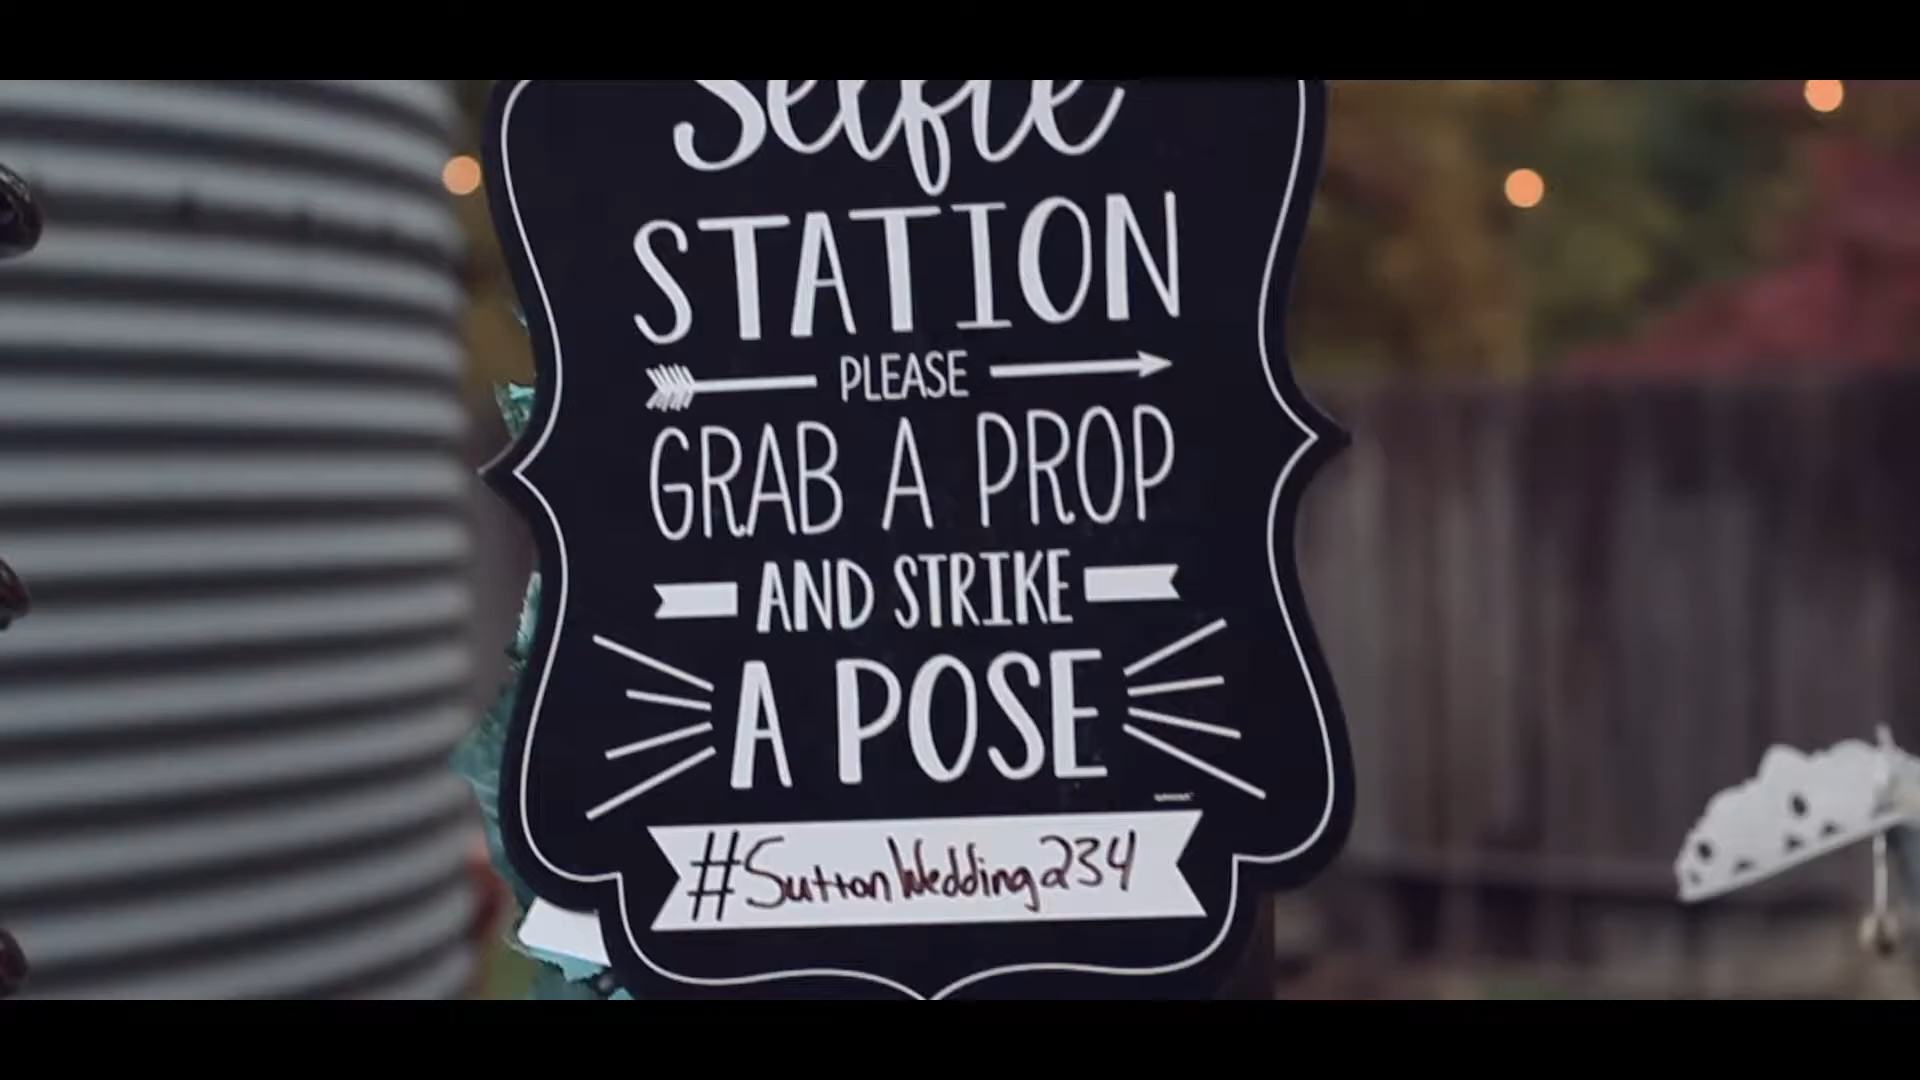 Selfie
STATION
PLEASE
GRAB A PROP
AND STRIKE
A POSE
#SuttonWedding234